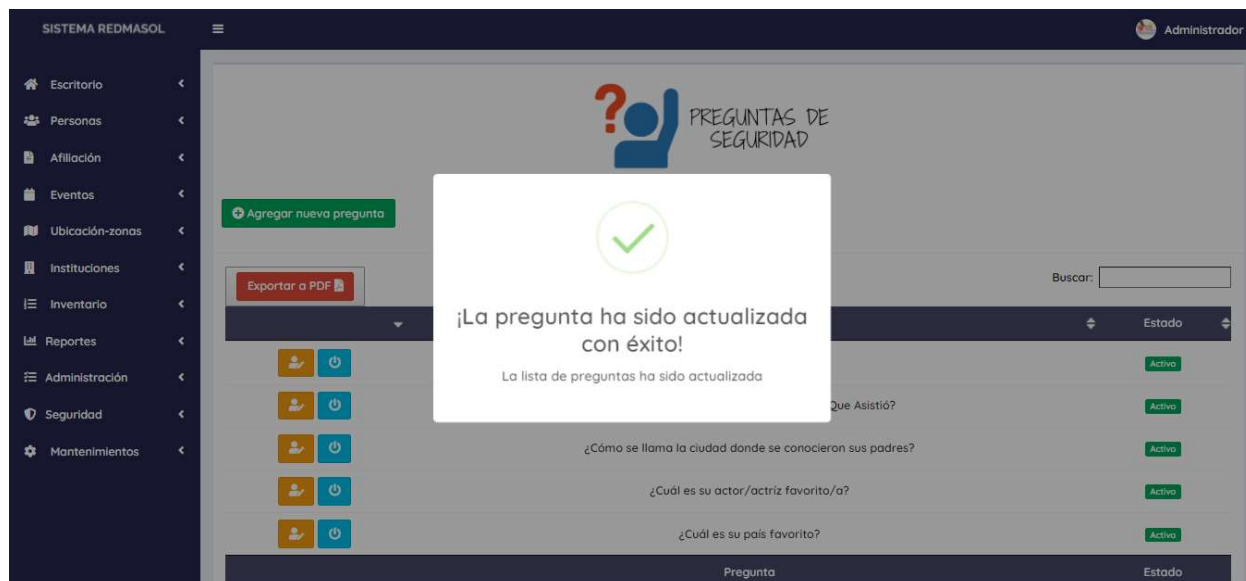 SISTEMA REDMASOL
Administrador
Escritorio
Personas
Afiliación
Eventos
Ubicación-zonas
Instituciones
Inventario
Reportes
Administración
Seguridad
Mantenimientos
PREGUNTAS DE
SEGURIDAD
Agregar nueva pregunta
Exportar a PDF
Buscar:
Estado
¡La pregunta ha sido actualizada
con éxito!
La lista de preguntas ha sido actualizada
Activo
Que Asistió?
Activo
¿Cómo se llama la ciudad donde se conocieron sus padres?
Activo
¿Cuál es su actor/actríz favorito/a?
Activo
¿Cuál es su país favorito?
Activo
Pregunta
Estado